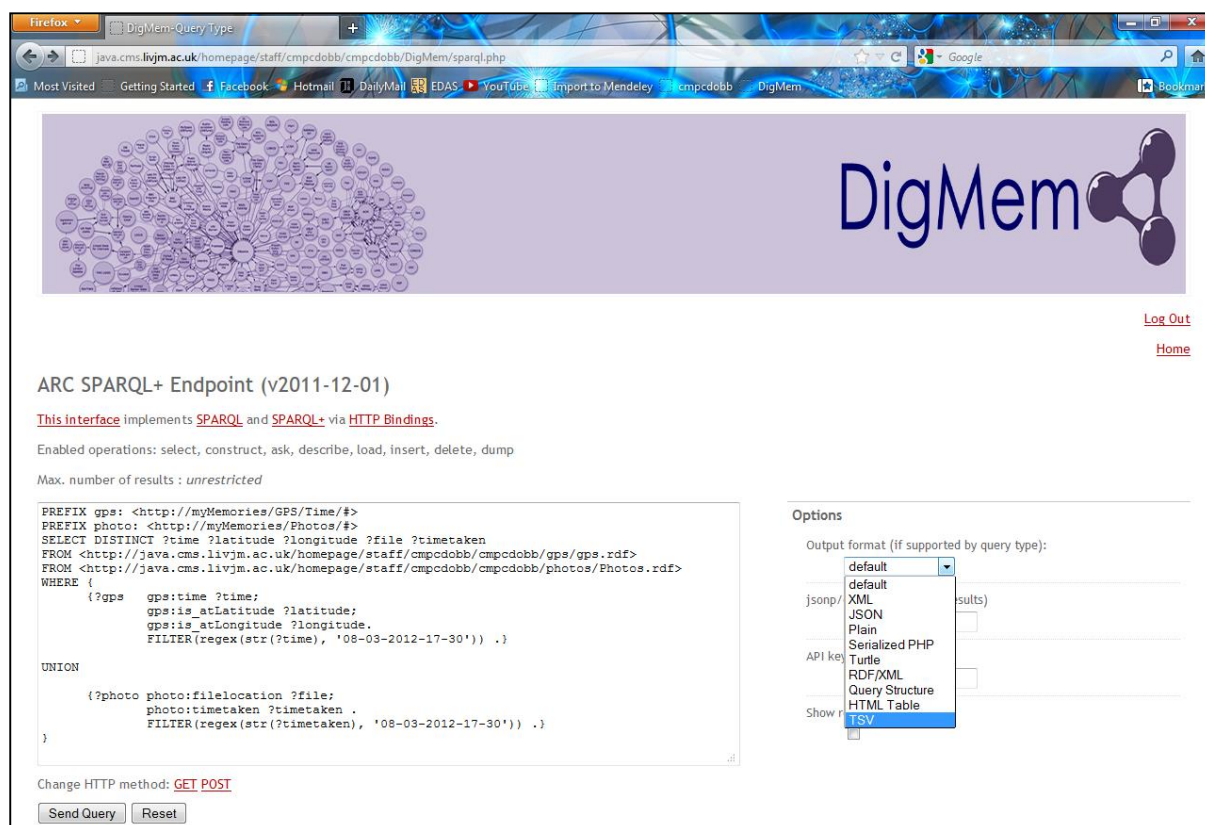 Firefox
DigMem-Query Type
+
java.cms.livjm.ac.uk/homepage/staff/cmpcdobb/cmpcdobb/DigMem/sparql.php
Google
Most Visited Getting Started Facebook Hotmail DailyMail EDAS YouTube Import to Mendeley cmpcdobb DigMem
DigMem
Log Out
Home
ARC SPARQL+ Endpoint (v2011-12-01)
This interface implements SPARQL and SPARQL+ via HTTP Bindings.
Enabled operations: select, construct, ask, describe, load, insert, delete, dump
Max. number of results : unrestricted
PREFIX gps: <http://myMemories/GPS/Time/#>
PREFIX photo: <http://myMemories/Photos/#>
SELECT DISTINCT ?time ?latitude ?longitude ?file ?timetaken
FROM <http://java.cms.livjm.ac.uk/homepage/staff/cmpcdobb/cmpcdobb/gps/gps.rdf>
FROM <http://java.cms.livjm.ac.uk/homepage/staff/cmpcdobb/cmpcdobb/photos/Photos.rdf>
WHERE {
{?gps gps:time ?time;
gps:is_atLatitude ?latitude;
gps:is_atLongitude ?longitude.
FILTER(regex(str(?time), '08-03-2012-17-30')) .}
UNION
{?photo photo:filelocation ?file;
photo:timetaken ?timetaken .
FILTER(regex(str(?timetaken), '08-03-2012-17-30')) .}
}
Change HTTP method: GET POST
Send Query Reset
Options
Output format (if supported by query type):
default
default
XML
JSON
Plain
Serialized PHP
Turtle
RDF/XML
Query Structure
HTML Table
TSV
jsonp/
API key